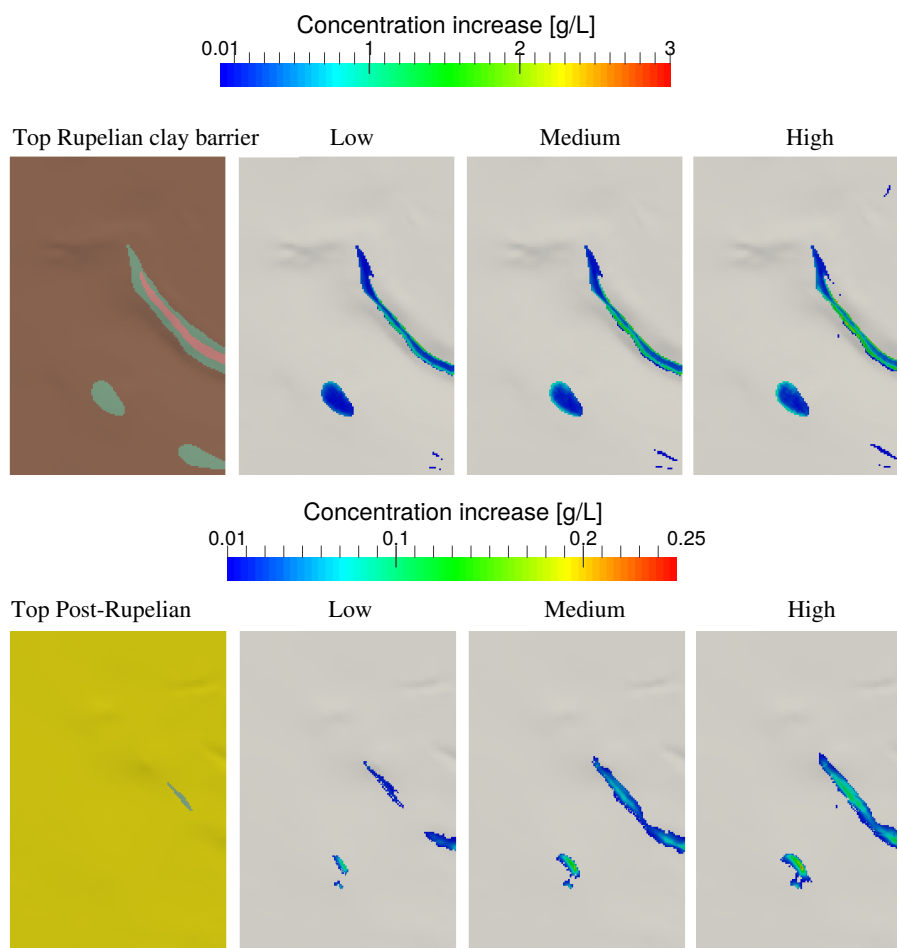 Concentration increase [g/L]
0.01 1 2 3
Top Rupelian clay barrier Low Medium High
Concentration increase [g/L]
0.01 0.1 0.2 0.25
Top Post-Rupelian Low Medium High